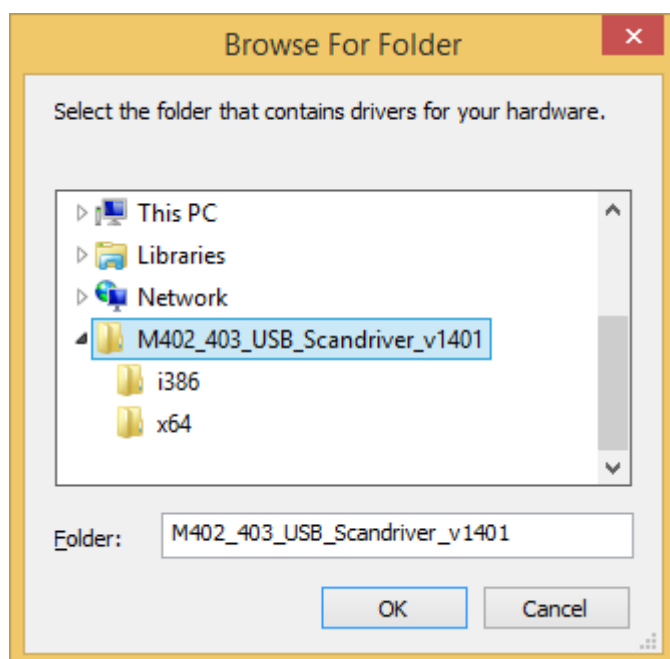 Browse For Folder
Select the folder that contains drivers for your hardware.
This PC
Libraries
Network
M402_403_USB_Scandriver_v1401
i386
x64
Folder: M402_403_USB_Scandriver_v1401
OK Cancel